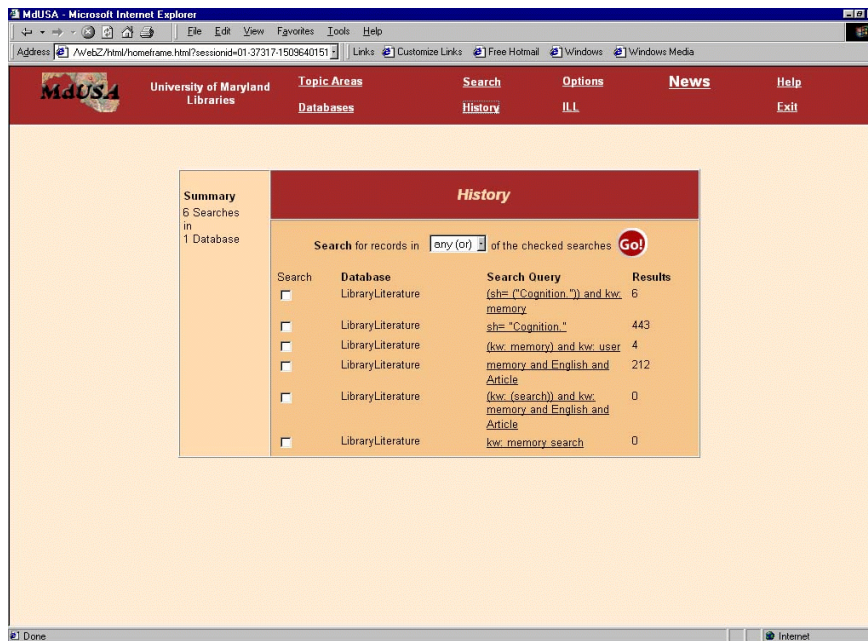 MdUSA - Microsoft Internet Explorer
File Edit View Favorites Tools Help
Address /WebZ/html/homeframe.html?sessionid=01-37317-1509640151 Links Customize Links Free Hotmail Windows Windows Media
MdUSA University of Maryland Libraries
Topic Areas Search Options News Help
Databases History ILL Exit
Summary
6 Searches
in
1 Database
History
Search for records in any (or) of the checked searches Go!
Search Database Search Query Results
LibraryLiterature (sh= ("Cognition.")) and kw: 6
memory
LibraryLiterature sh= "Cognition." 443
LibraryLiterature (kw: memory) and kw: user 4
LibraryLiterature memory and English and 212
Article
LibraryLiterature (kw: (search)) and kw: 0
memory and English and
Article
LibraryLiterature kw: memory search 0
Done Internet